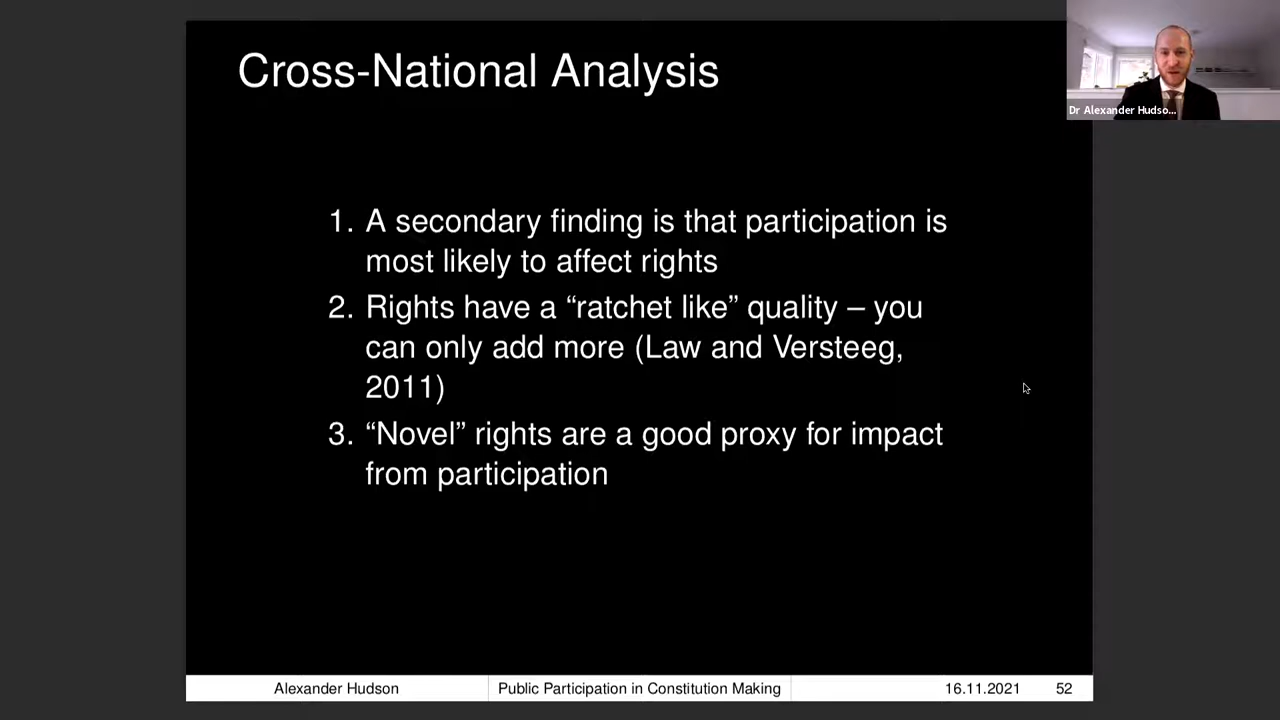 Cross-National Analysis
Dr Alexander Hudso...
1. A secondary finding is that participation is
most likely to affect rights
2. Rights have a “ratchet like” quality – you
can only add more (Law and Versteeg,
2011)
3. “Novel” rights are a good proxy for impact
from participation
Alexander Hudson Public Participation in Constitution Making 16.11.2021 52